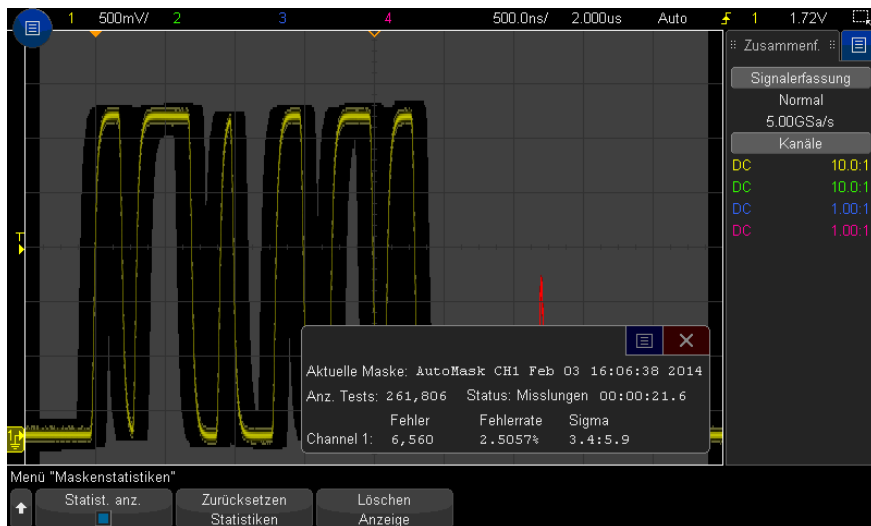 1 500mV/ 2 3 4 500.0ns/ 2.000us Auto 1 1.72V
Zusammenf.
Signalerfassung
Normal
5.00GSa/s
Kanäle
DC 10.0:1
DC 10.0:1
DC 1.00:1
DC 1.00:1
T
1
Aktuelle Maske: AutoMask CH1 Feb 03 16:06:38 2014
Anz. Tests: 261,806 Status: Misslungen 00:00:21.6
Fehler Fehlerrate Sigma
Channel 1: 6,560 2.5057% 3.4:5.9
Menü "Maskenstatistiken"
Statist. anz. Zurücksetzen Löschen
Statistiken Anzeige